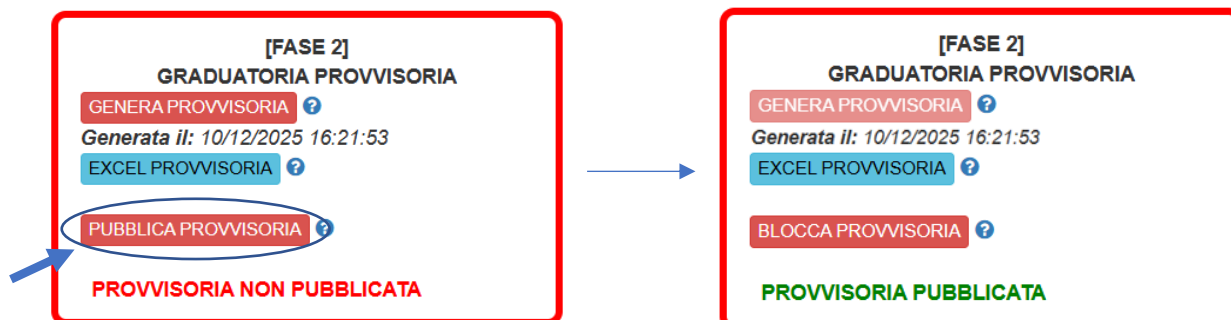 [FASE 2]
GRADUATORIA PROVVISORIA
GENERA PROVVISORIA
Generata il: 10/12/2025 16:21:53
EXCEL PROVVISORIA
PUBBLICA PROVVISORIA
PROVVISORIA NON PUBBLICATA
[FASE 2]
GRADUATORIA PROVVISORIA
GENERA PROVVISORIA
Generata il: 10/12/2025 16:21:53
EXCEL PROVVISORIA
BLOCCA PROVVISORIA
PROVVISORIA PUBBLICATA